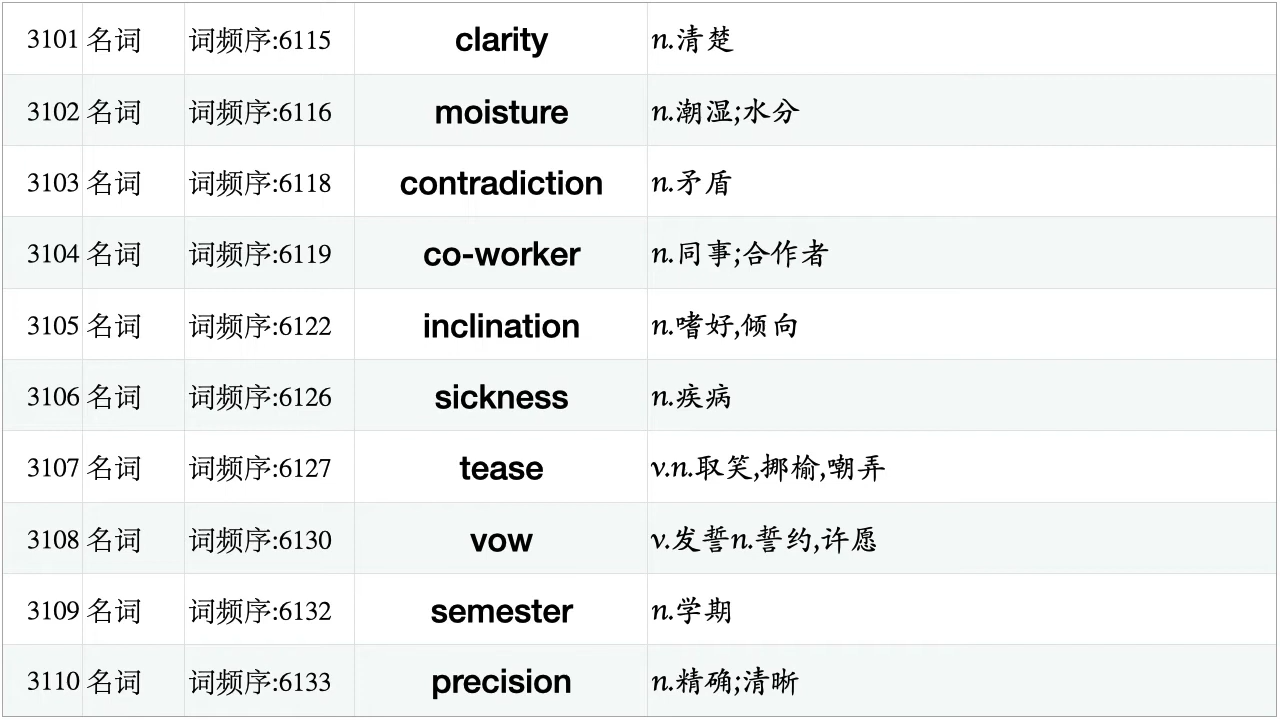 3101 名词 词频序:6115 clarity n.清楚
3102 名词 词频序:6116 moisture n.潮湿;水分
3103 名词 词频序:6118 contradiction n.矛盾
3104 名词 词频序:6119 co-worker n.同事;合作者
3105 名词 词频序:6122 inclination n.嗜好,倾向
3106 名词 词频序:6126 sickness n.疾病
3107 名词 词频序:6127 tease v.n.取笑,挪榆,嘲弄
3108 名词 词频序:6130 vow v.发誓n.誓约,许愿
3109 名词 词频序:6132 semester n.学期
3110 名词 词频序:6133 precision n.精确;清晰